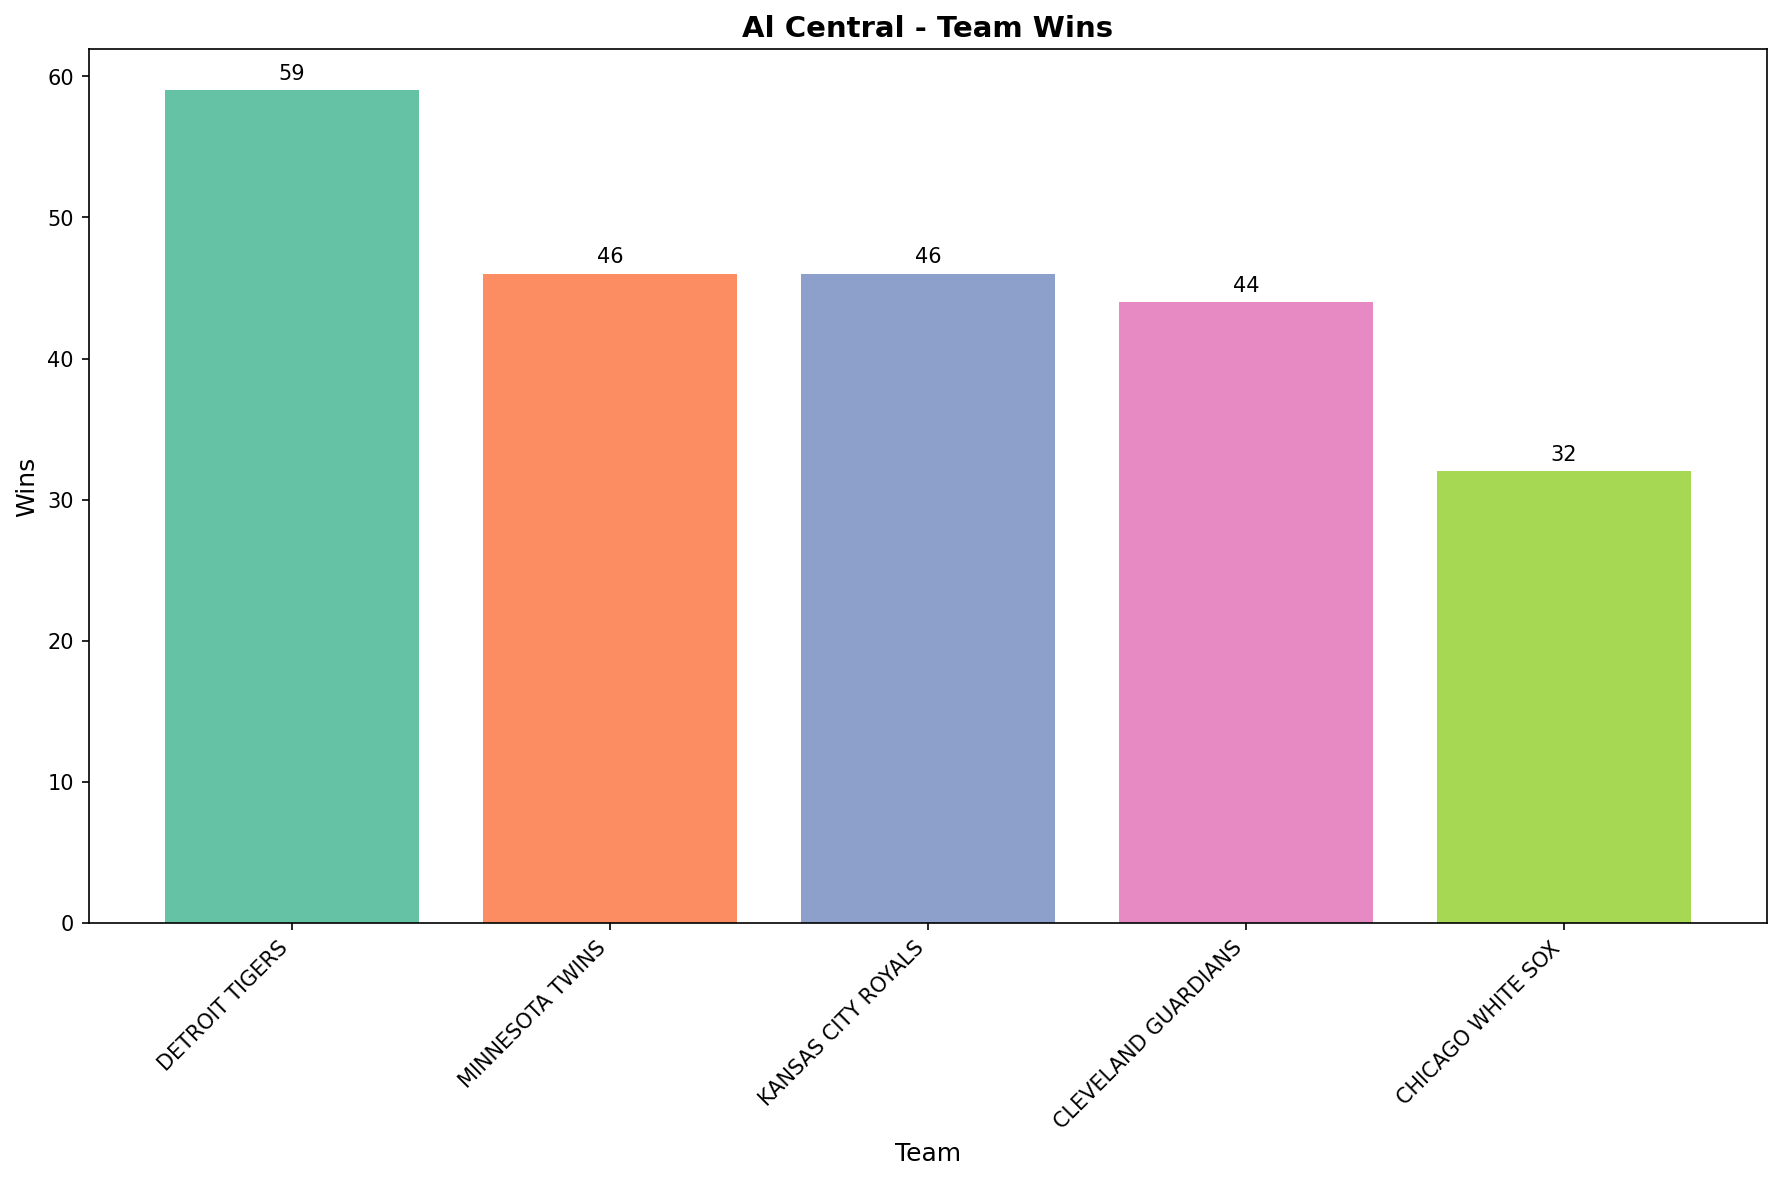 Al Central - Team Wins
Wins
60
50
40
30
20
10
0
59
46
46
44
32
DETROIT TIGERS
MINNESOTA TWINS
KANSAS CITY ROYALS
CLEVELAND GUARDIANS
CHICAGO WHITE SOX
Team